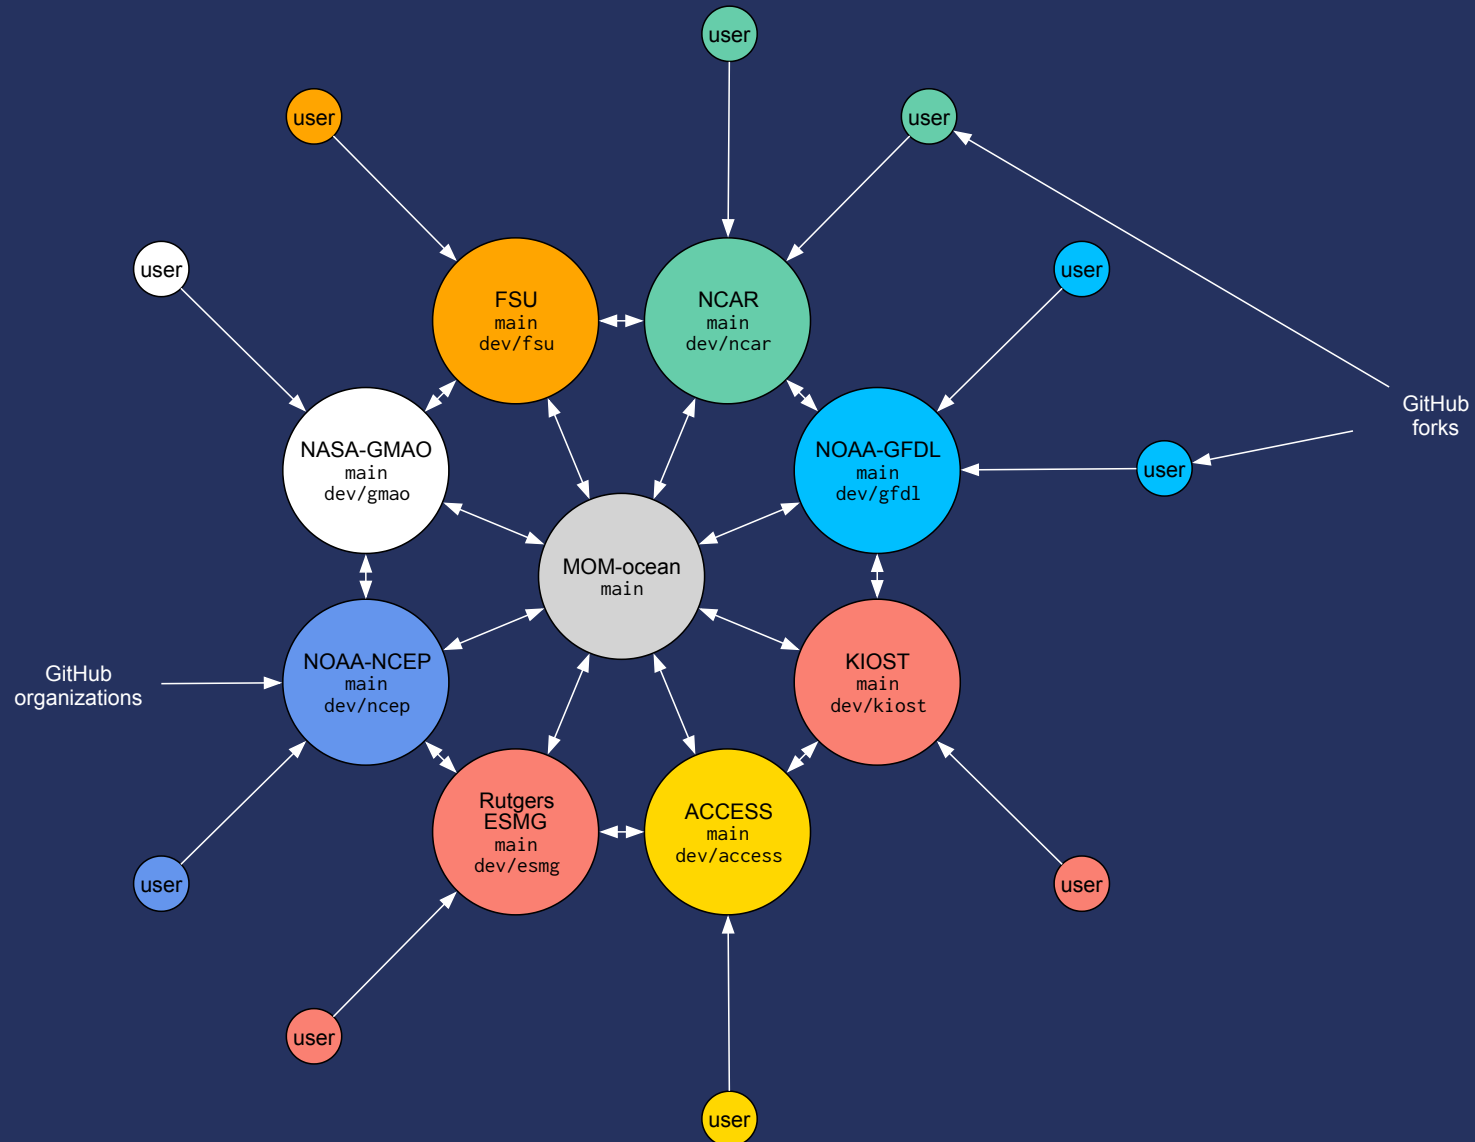 user
user
user
user
user
FSU
main
dev/fsu
NCAR
main
dev/ncar
GitHub
forks
NASA-GMAO
main
dev/gmao
NOAA-GFDL
main
dev/gfdl
user
MOM-ocean
main
GitHub
organizations
NOAA-NCEP
main
dev/ncep
KIOST
main
dev/kiost
Rutgers
ESMG
main
dev/esmg
ACCESS
main
dev/access
user
user
user
user